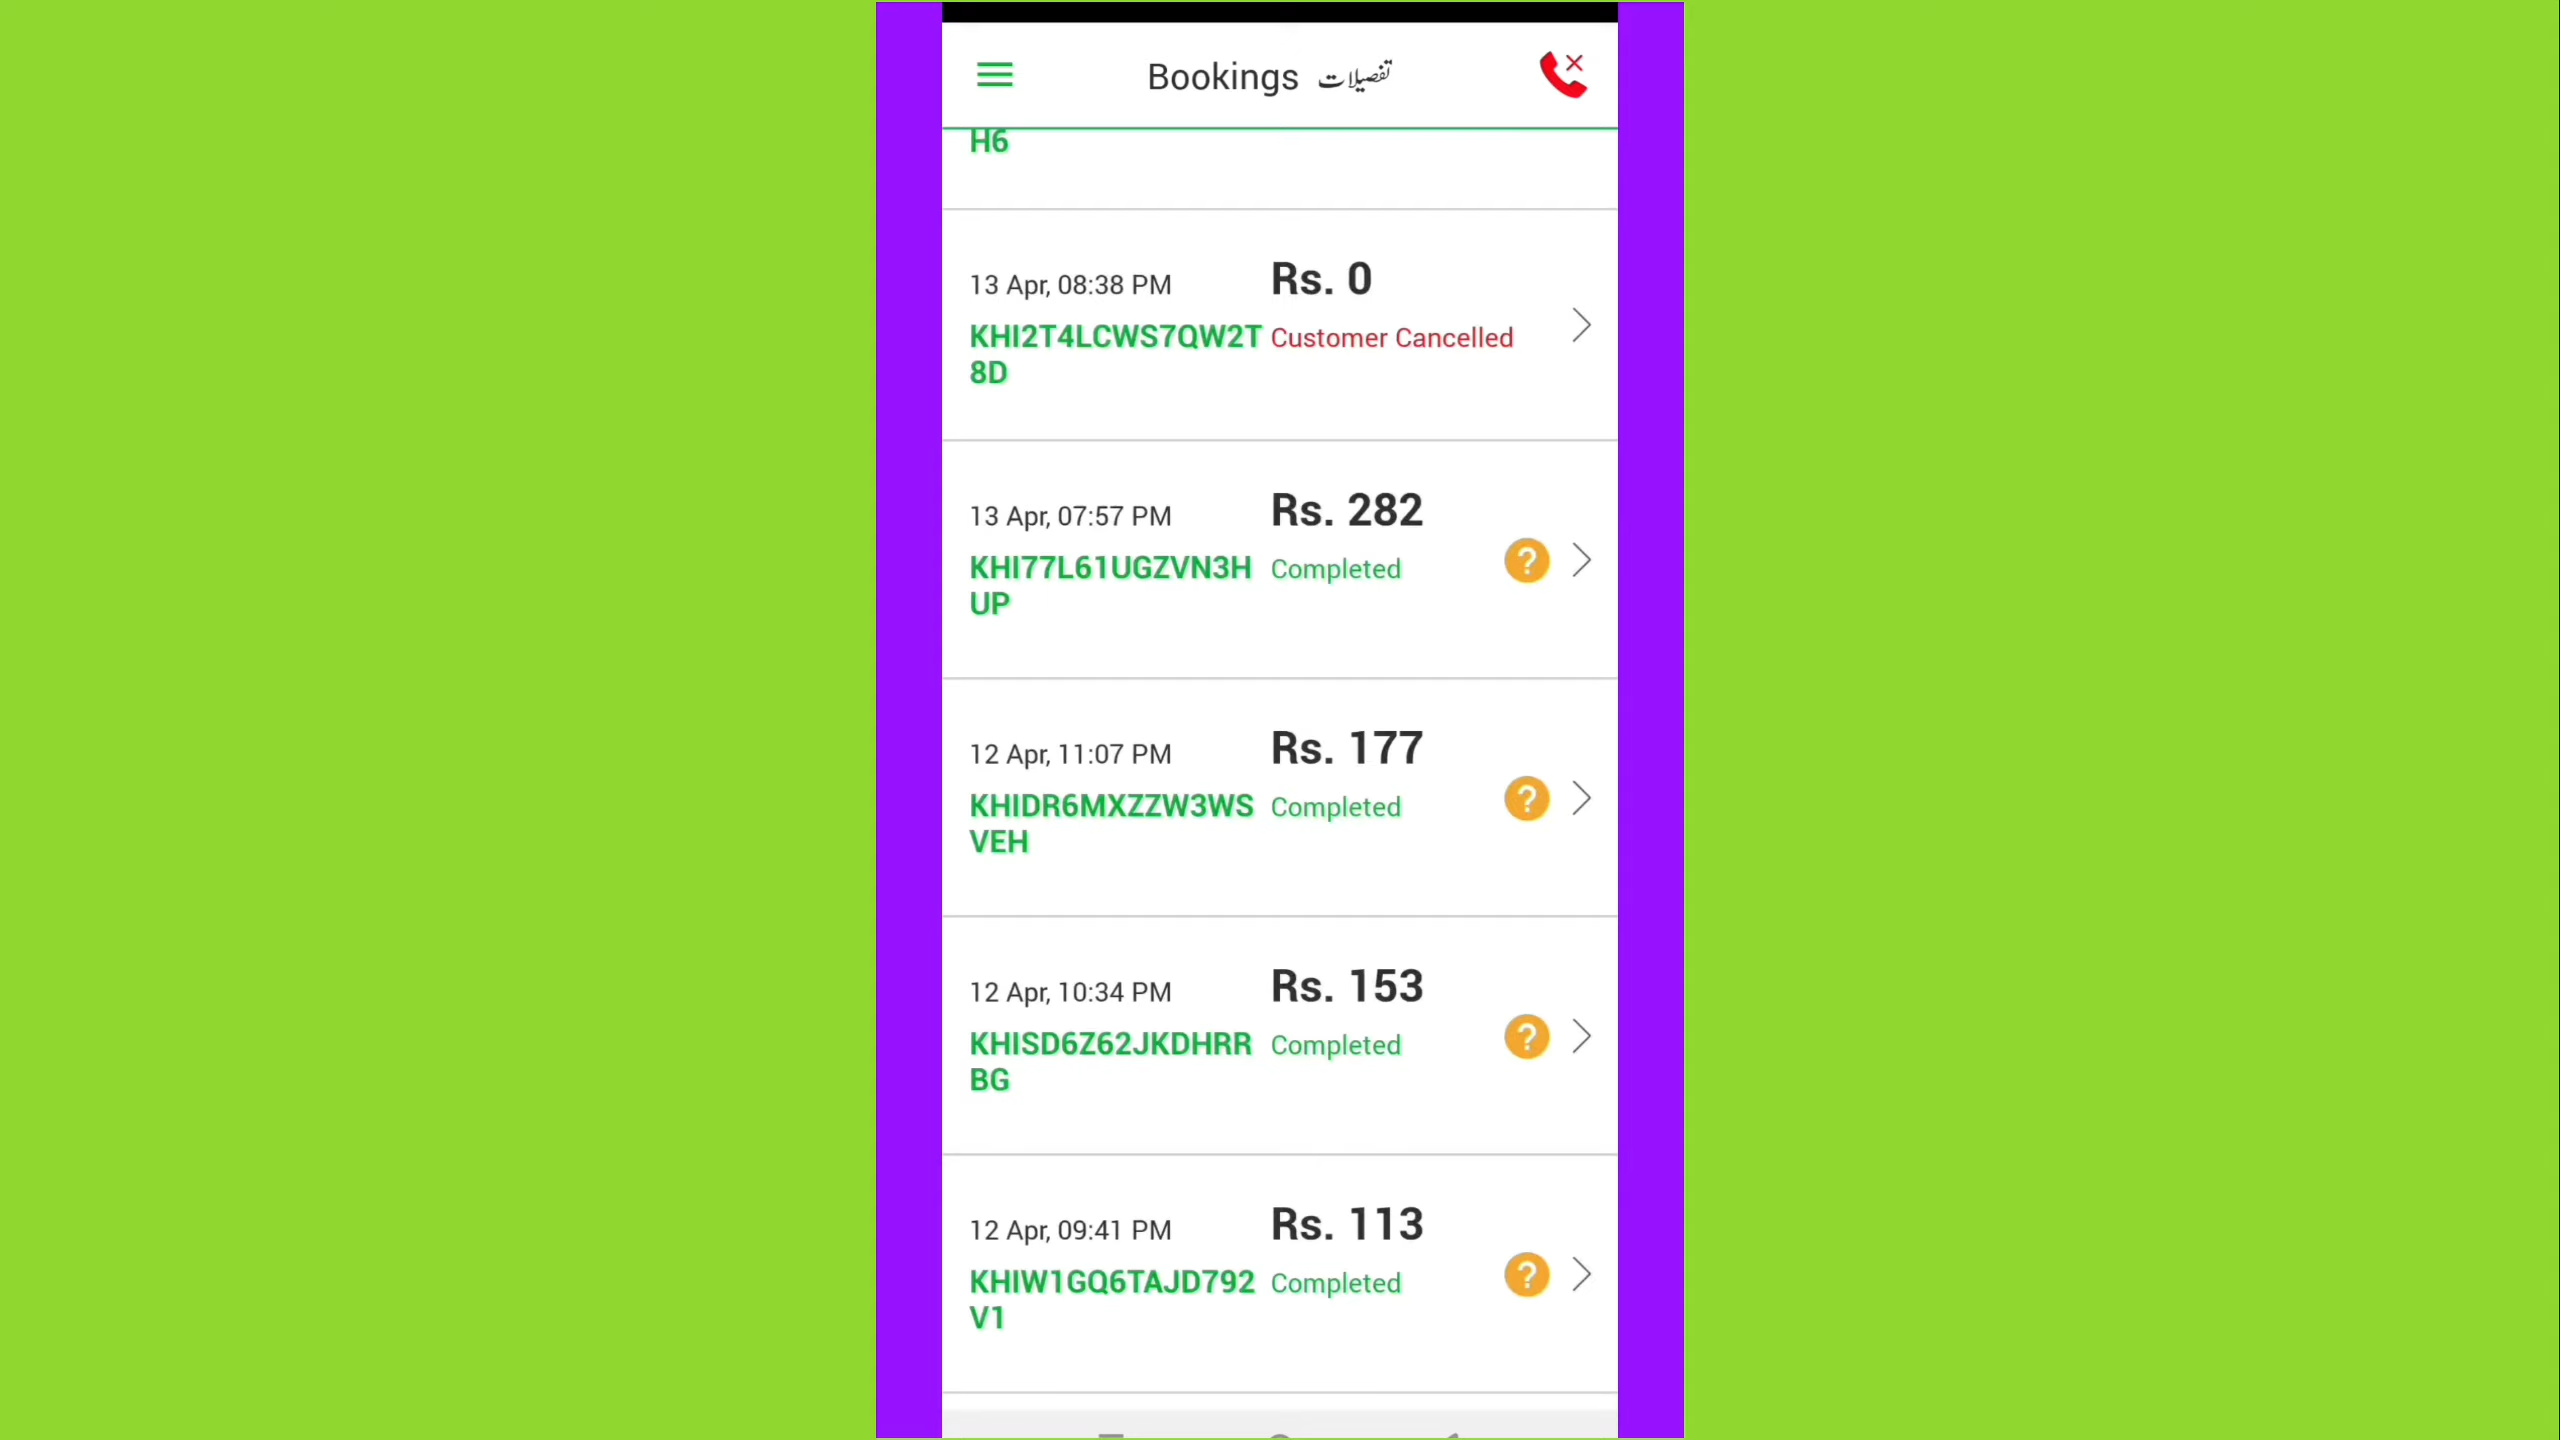 Bookings تفصیلات
H6
13 Apr, 08:38 PM Rs. 0
KHI2T4LCWS7QW2T Customer Cancelled
8D
13 Apr, 07:57 PM Rs. 282
KHI77L61UGZVN3H Completed
UP
12 Apr, 11:07 PM Rs. 177
KHIDR6MXZZW3WS Completed
VEH
12 Apr, 10:34 PM Rs. 153
KHISD6Z62JKDHRR Completed
BG
12 Apr, 09:41 PM Rs. 113
KHIW1GQ6TAJD792 Completed
V1